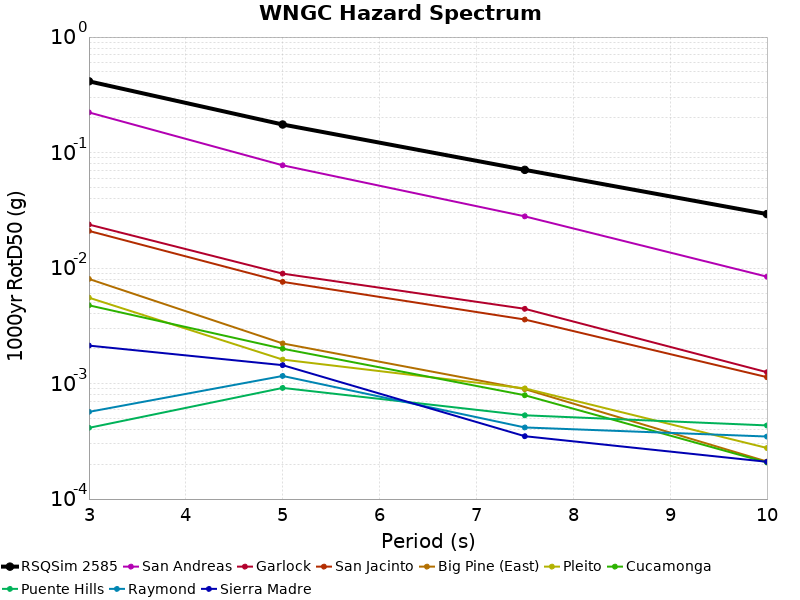 WNGC Hazard Spectrum
10^0
10^-1
10^-2
10^-3
10^-4
1000yr RotD50 (g)
3 4 5 6 7 8 9 10
Period (s)
RSQSim 2585 San Andreas Garlock San Jacinto Big Pine (East) Pleito Cucamonga
Puente Hills Raymond Sierra Madre